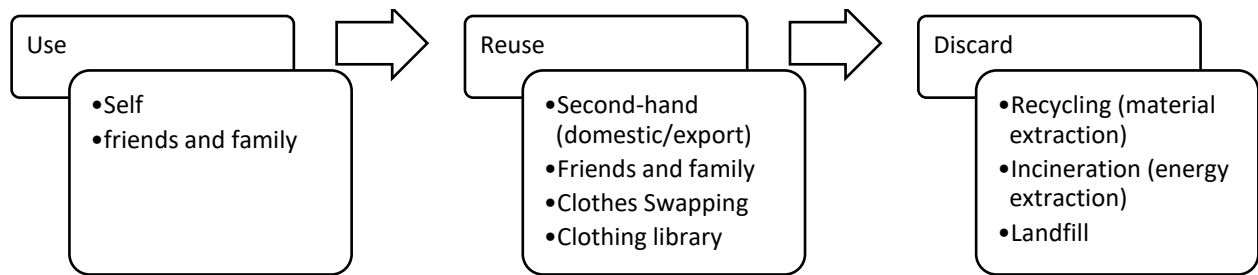 Use
•Self
•friends and family
Reuse
•Second-hand
(domestic/export)
•Friends and family
•Clothes Swapping
•Clothing library
Discard
•Recycling (material
extraction)
•Incineration (energy
extraction)
•Landfill